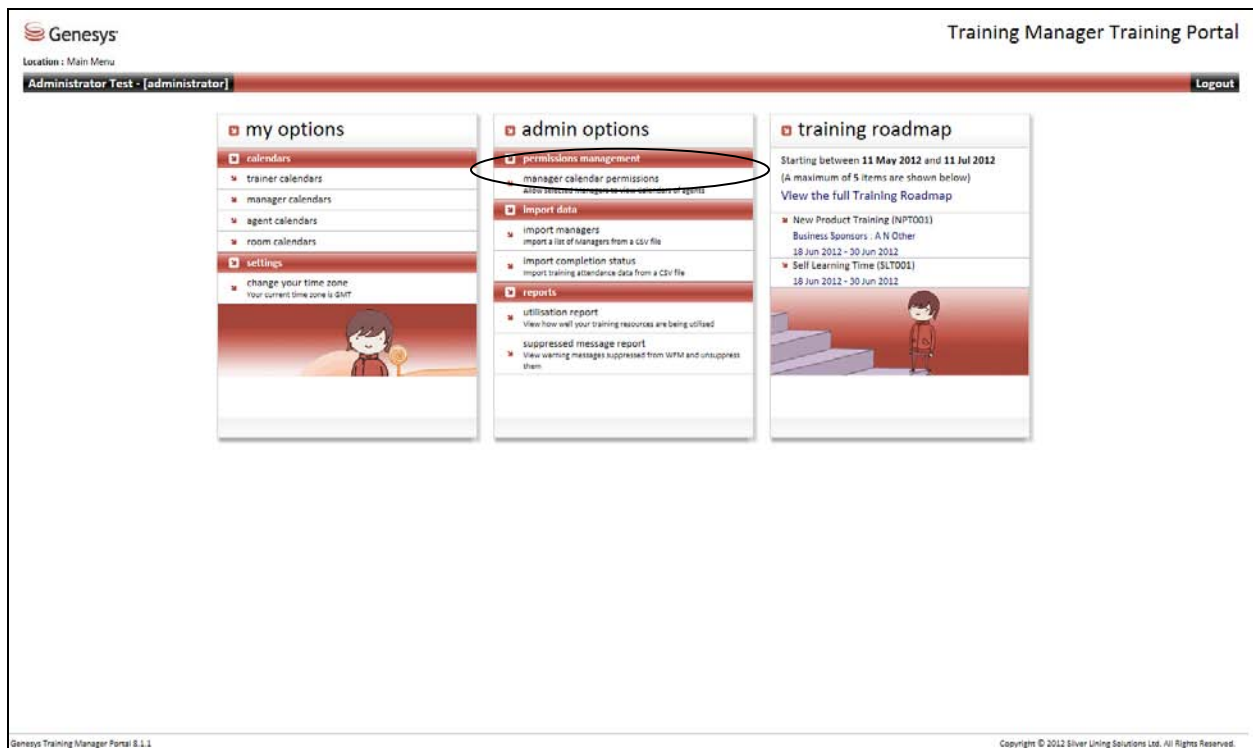 Genesys
Training Manager Training Portal
Location : Main Menu
Administrator Test - [administrator]
Logout
my options
calendars
trainer calendars
manager calendars
agent calendars
room calendars
settings
change your time zone
Your current time zone is GMT
admin options
permissions management
manager calendar permissions
Allow selected Managers to view calendars of agents
import data
import managers
Import a list of Managers from a CSV file
import completion status
Import training attendance data from a CSV file
reports
utilisation report
View how well your training resources are being utilised
suppressed message report
View warning messages suppressed from WFM and unsuppress
them
training roadmap
Starting between 11 May 2012 and 11 Jul 2012
(A maximum of 5 items are shown below)
View the full Training Roadmap
New Product Training (NPT001)
Business Sponsors : A N Other
18 Jun 2012 - 30 Jun 2012
Self Learning Time (SLT001)
18 Jun 2012 - 30 Jun 2012
Genesys Training Manager Portal 8.1.1
Copyright © 2012 Silver Lining Solutions Ltd. All Rights Reserved.